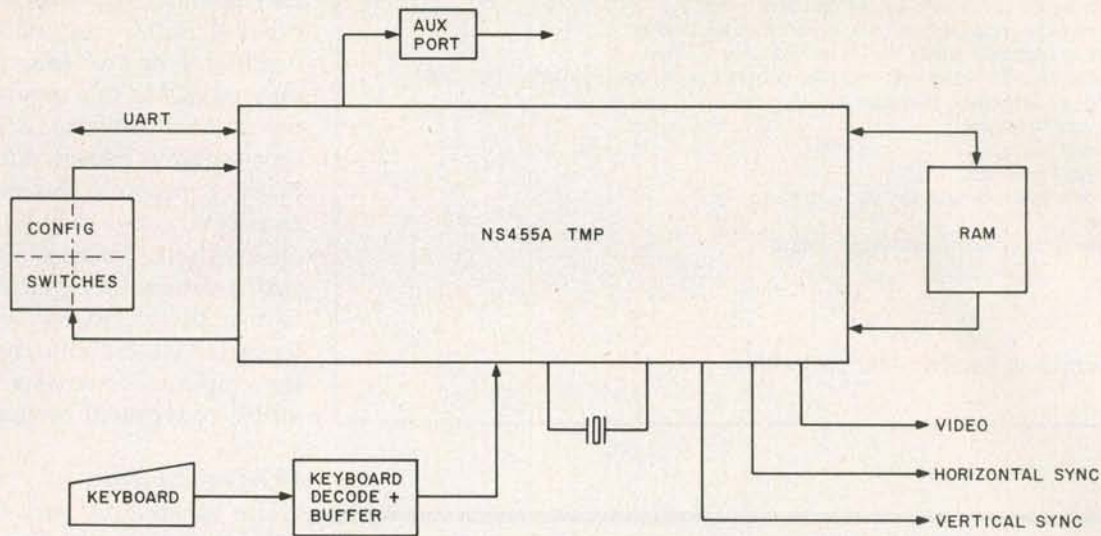 AUX
PORT
UART
CONFIG
SWITCHES
NS455A TMP
RAM
KEYBOARD
KEYBOARD
DECODE +
BUFFER
VIDEO
HORIZONTAL SYNC
VERTICAL SYNC